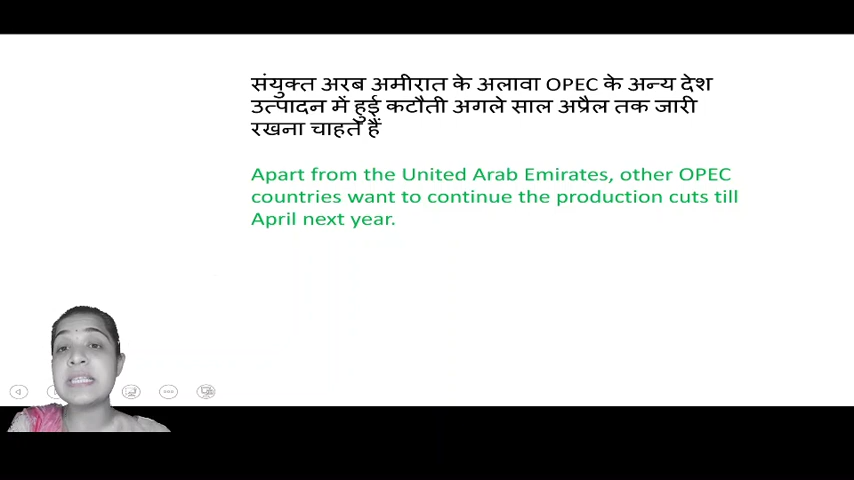 संयुक्त अरब अमीरात के अलावा OPEC के अन्य देश
उत्पादन में हुई कटौती अगले साल अप्रैल तक जारी
रखना चाहते हैं
Apart from the United Arab Emirates, other OPEC
countries want to continue the production cuts till
April next year.